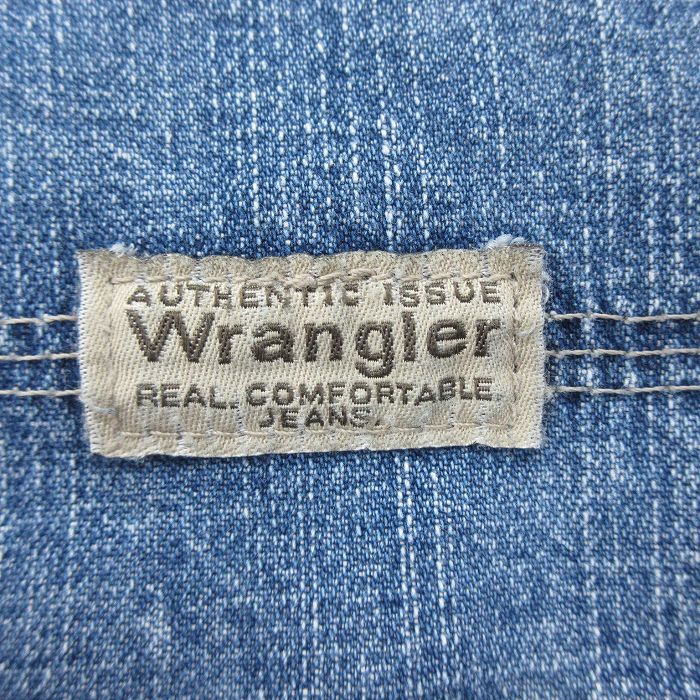 AUTHENTIC ISSUE
Wrangler
REAL. COMFORTABLE
JEANS.